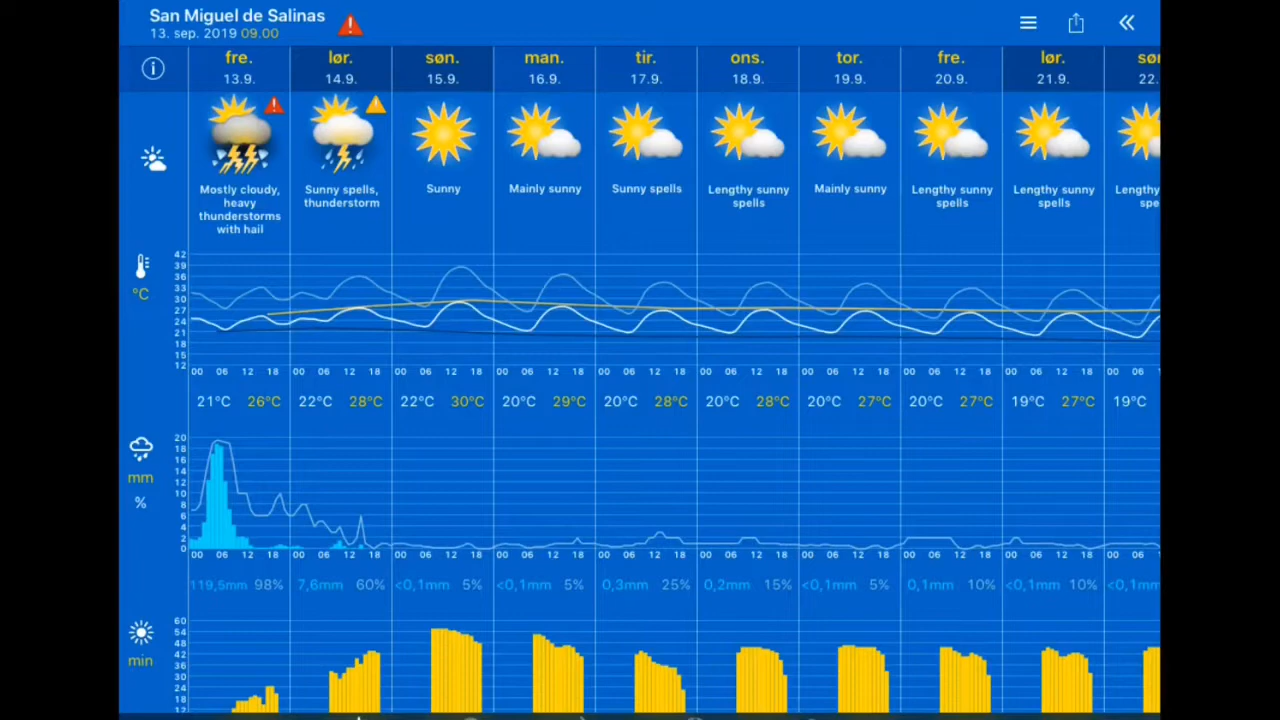 San Miguel de Salinas
13. sep. 2019 09.00
fre. lør. søn. man. tir. ons. tor. fre. lør. søn
13.9. 14.9. 15.9. 16.9. 17.9. 18.9. 19.9. 20.9. 21.9. 22.
Mostly cloudy, heavy thunderstorms with hail
Sunny spells, thunderstorm
Sunny
Mainly sunny
Sunny spells
Lengthy sunny spells
Mainly sunny
Lengthy sunny spells
Lengthy sunny spells
Lengthy spe
°C
42
39
36
33
30
27
24
21
18
15
12
00 06 12 18 00 06 12 18 00 06 12 18 00 06 12 18 00 06 12 18 00 06 12 18 00 06 12 18 00 06 12 18 00 06 12 18 00 06
21°C 26°C 22°C 28°C 22°C 30°C 20°C 29°C 20°C 28°C 20°C 28°C 20°C 27°C 20°C 27°C 19°C 27°C 19°C
mm
%
20
18
16
14
12
10
8
6
4
2
0
00 06 12 18 00 06 12 18 00 06 12 18 00 06 12 18 00 06 12 18 00 06 12 18 00 06 12 18 00 06 12 18 00 06 12 18 00 06
119,5mm 98% 7,6mm 60% <0,1mm 5% <0,1mm 5% 0,3mm 25% 0,2mm 15% <0,1mm 5% 0,1mm 10% <0,1mm 10% <0,1mm
min
60
54
48
42
36
30
24
18
12